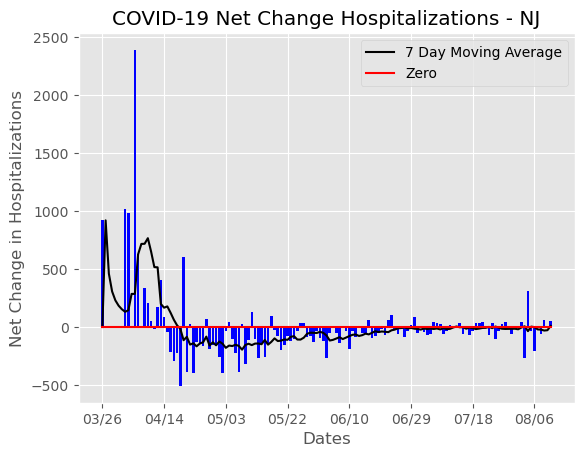 COVID-19 Net Change Hospitalizations - NJ
7 Day Moving Average
Zero
Net Change in Hospitalizations
2500
2000
1500
1000
500
0
−500
03/26 04/14 05/03 05/22 06/10 06/29 07/18 08/06
Dates